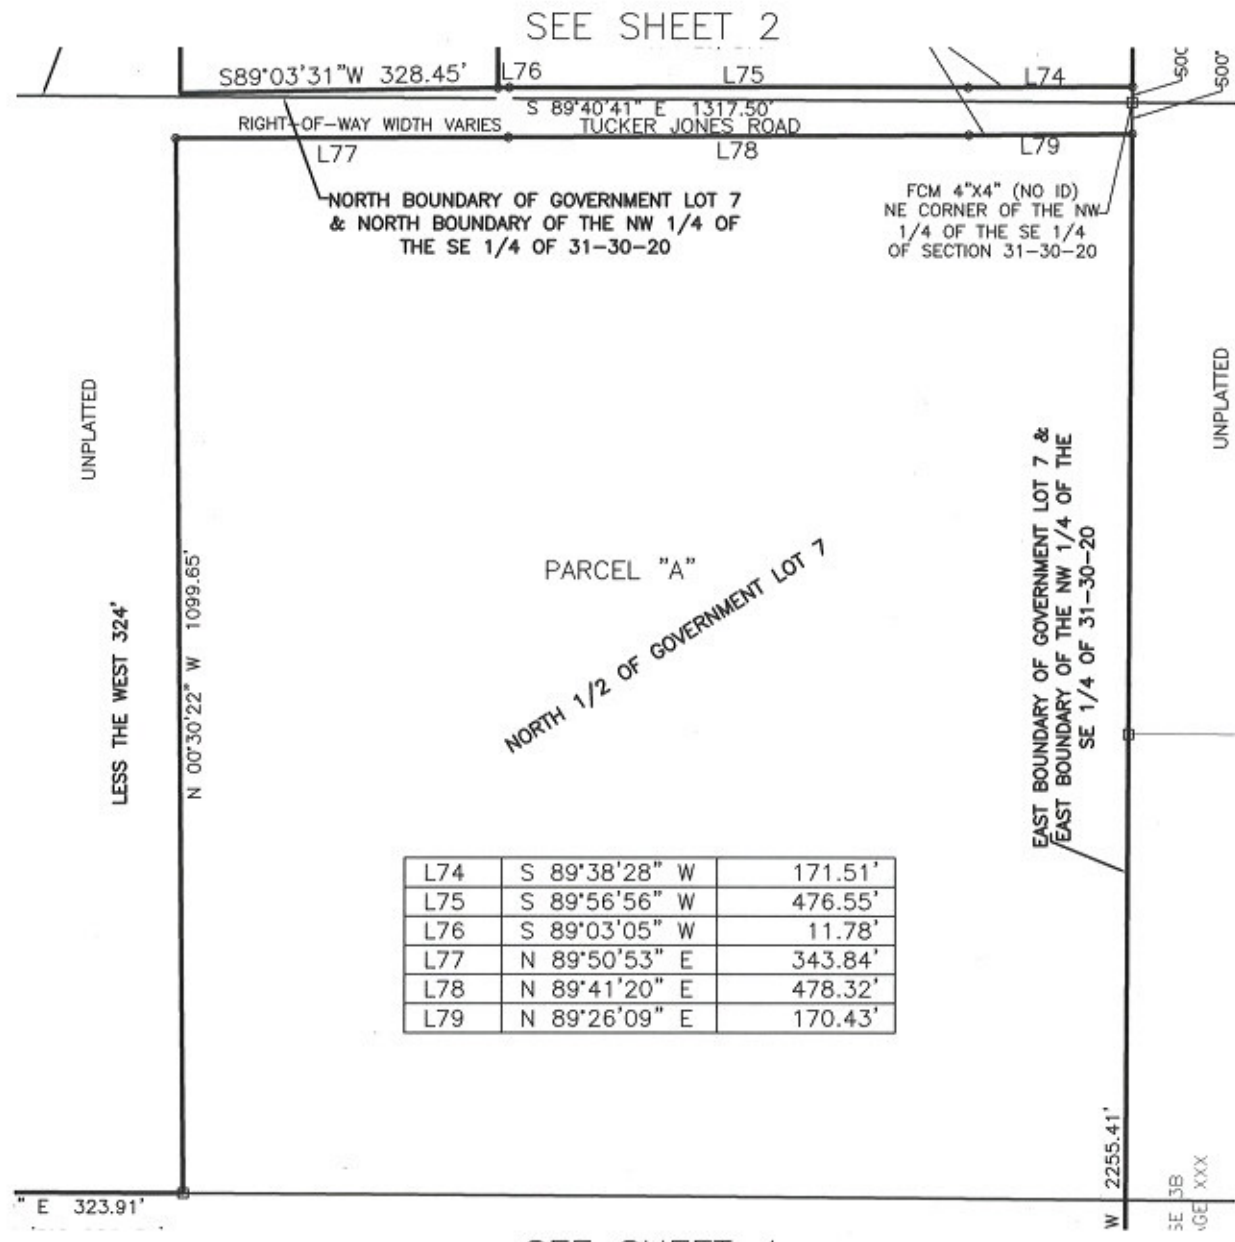 SEE SHEET 2
S89°03'31"W 328.45'
L76
L75
L74
500'
S 89°40'41" E 1317.50'
RIGHT-OF-WAY WIDTH VARIES
TUCKER JONES ROAD
L77
L78
L79
NORTH BOUNDARY OF GOVERNMENT LOT 7
& NORTH BOUNDARY OF THE NW 1/4 OF
THE SE 1/4 OF 31-30-20
FCM 4"X4" (NO ID)
NE CORNER OF THE NW
1/4 OF THE SE 1/4
OF SECTION 31-30-20
UNPLATTED
UNPLATTED
LESS THE WEST 324'
N 00°30'22" W 1099.65'
PARCEL "A"
NORTH 1/2 OF GOVERNMENT LOT 7
EAST BOUNDARY OF GOVERNMENT LOT 7 &
EAST BOUNDARY OF THE NW 1/4 OF THE
SE 1/4 OF 31-30-20
L74 S 89°38'28" W 171.51'
L75 S 89°56'56" W 476.55'
L76 S 89°03'05" W 11.78'
L77 N 89°50'53" E 343.84'
L78 N 89°41'20" E 478.32'
L79 N 89°26'09" E 170.43'
W 2255.41'
" E 323.91'